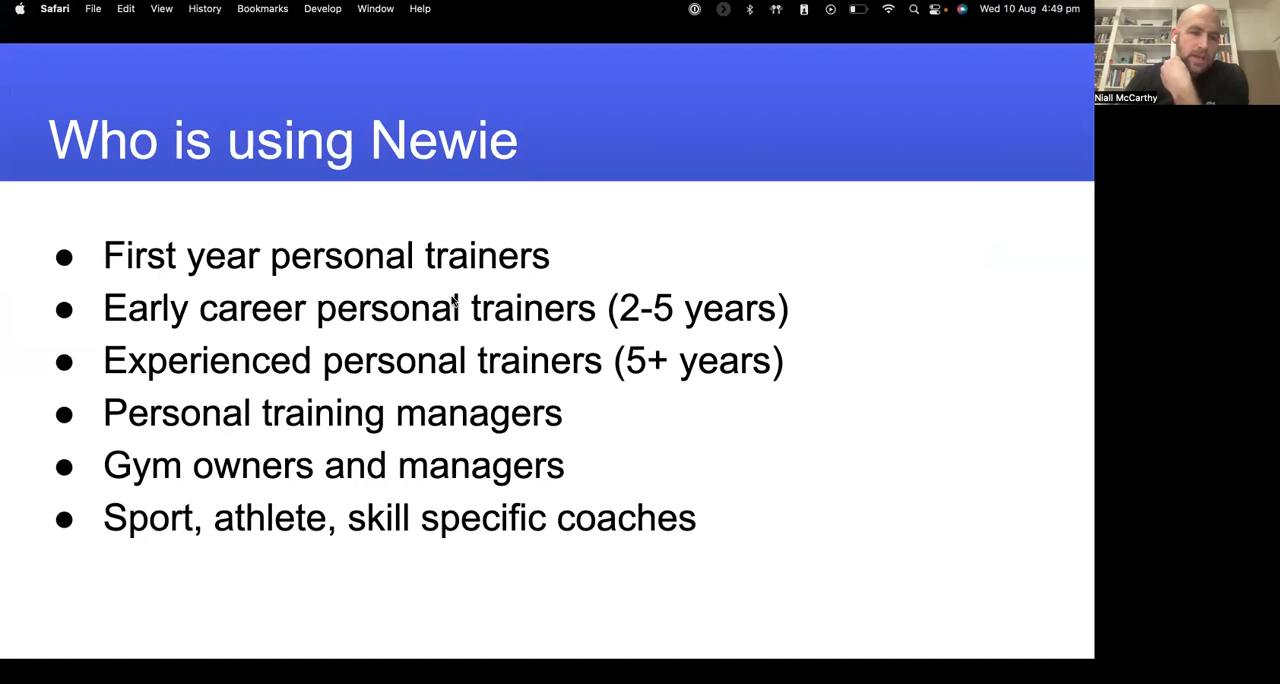 Safari File Edit View History Bookmarks Develop Window Help Wed 10 Aug 4:49 pm
Niall McCarthy
Who is using Newie
● First year personal trainers
● Early career personal trainers (2-5 years)
● Experienced personal trainers (5+ years)
● Personal training managers
● Gym owners and managers
● Sport, athlete, skill specific coaches